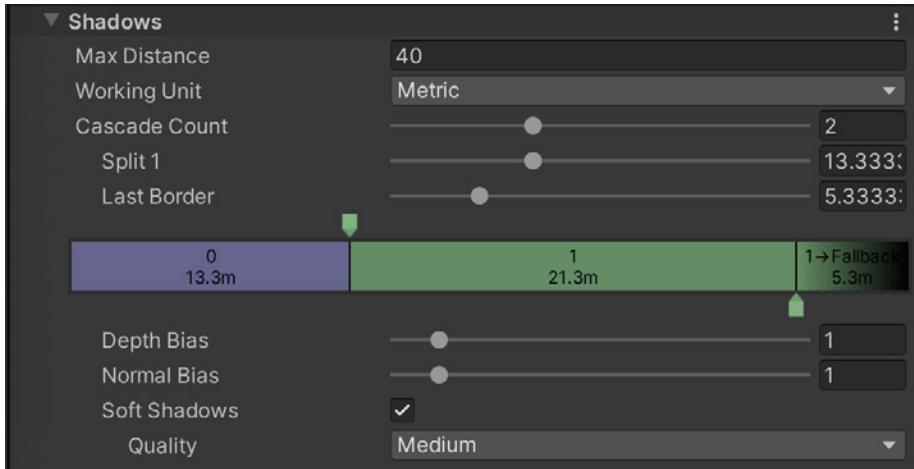 Shadows
Max Distance 40
Working Unit Metric
Cascade Count 2
Split 1 13.333
Last Border 5.3333
0 1 1→Fallback
13.3m 21.3m 5.3m
Depth Bias 1
Normal Bias 1
Soft Shadows
Quality Medium